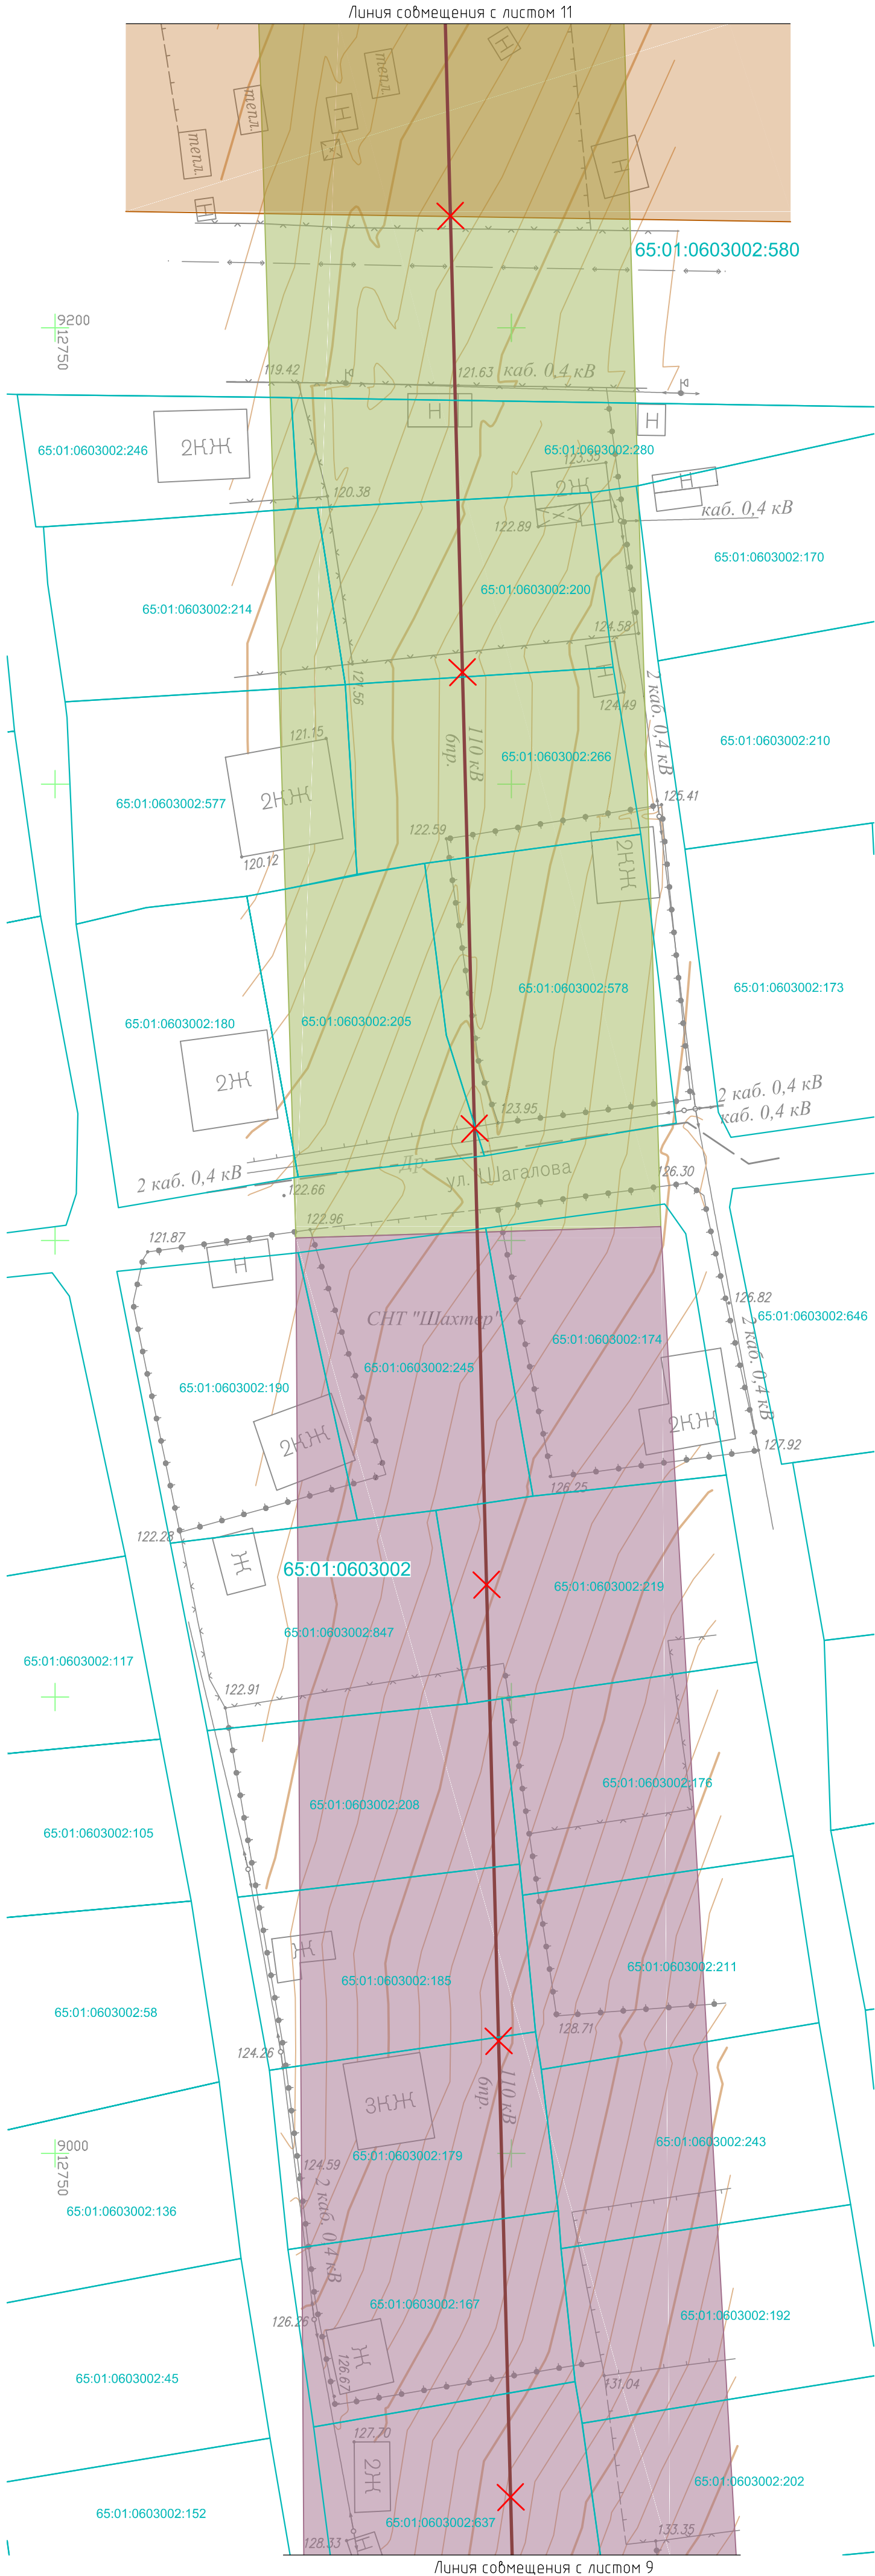 Линия совмещения с листом 11
Н
тепл.
тепл.
Н
тепл.
Н
Н
65:01:0603002:580
9200
12750
119.42
121.63
каб. 0,4 кВ
Н
Н
65:01:0603002:246
2КЖ
65:01:0603002:280
123.35
2Ж
Н
120.38
122.89
каб. 0,4 кВ
65:01:0603002:170
65:01:0603002:200
65:01:0603002:214
124.58
Н
121.56
124.49
2 каб. 0,4 кВ
121.15
110 кВ
6пр.
65:01:0603002:266
65:01:0603002:210
65:01:0603002:577
2КЖ
125.41
122.59
120.12
2КЖ
65:01:0603002:578
65:01:0603002:173
65:01:0603002:180
65:01:0603002:205
2Ж
2 каб. 0,4 кВ
123.95
каб. 0,4 кВ
Др.
ул. Шагалова
126.30
2 каб. 0,4 кВ
122.66
122.96
121.87
Н
126.82
СНТ "Шахтер"
65:01:0603002:646
65:01:0603002:174
65:01:0603002:245
2 каб. 0,4 кВ
65:01:0603002:190
2КЖ
2КЖ
127.92
126.25
122.28
Ж
65:01:0603002
65:01:0603002:219
65:01:0603002:847
65:01:0603002:117
122.91
65:01:0603002:176
65:01:0603002:208
65:01:0603002:105
Ж
65:01:0603002:211
65:01:0603002:185
65:01:0603002:58
128.71
124.26
110 кВ
6пр.
3КЖ
65:01:0603002:243
9000
12750
65:01:0603002:179
124.59
2 каб. 0,4 кВ
65:01:0603002:136
65:01:0603002:167
65:01:0603002:192
126.26
Ж
126.67
65:01:0603002:45
131.04
127.70
2Ж
65:01:0603002:202
65:01:0603002:152
65:01:0603002:637
133.35
128.33
Н
Линия совмещения с листом 9